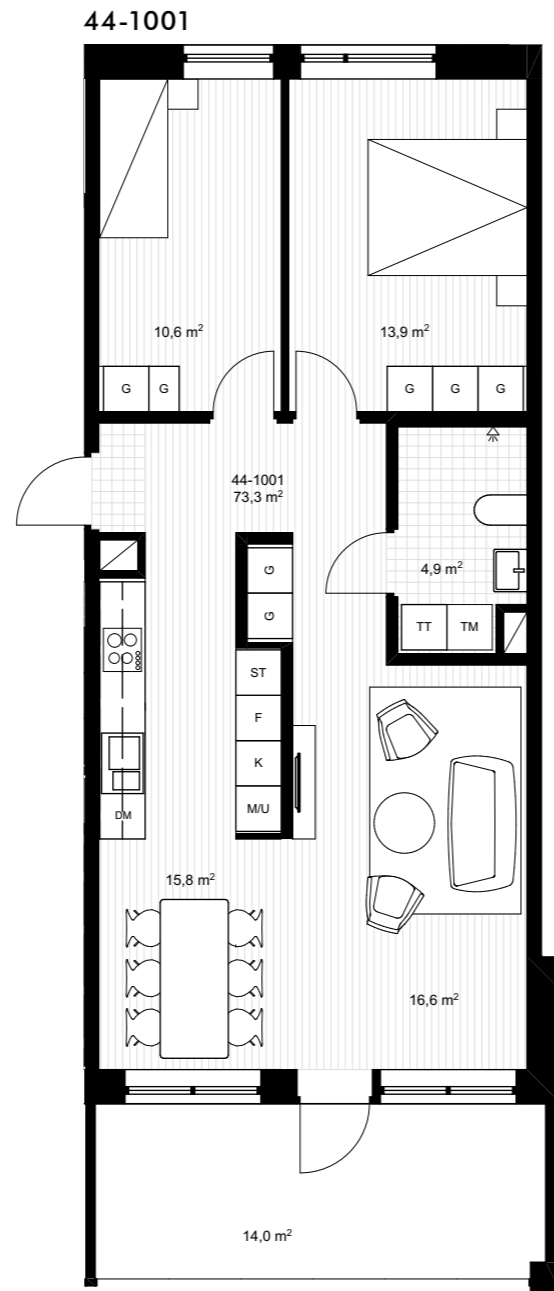 44-1001
10,6 m²
13,9 m²
G G
G G G
44-1001
73,3 m²
G
4,9 m²
G
TT TM
ST
F
K
M/U
DM
15,8 m²
16,6 m²
14,0 m²